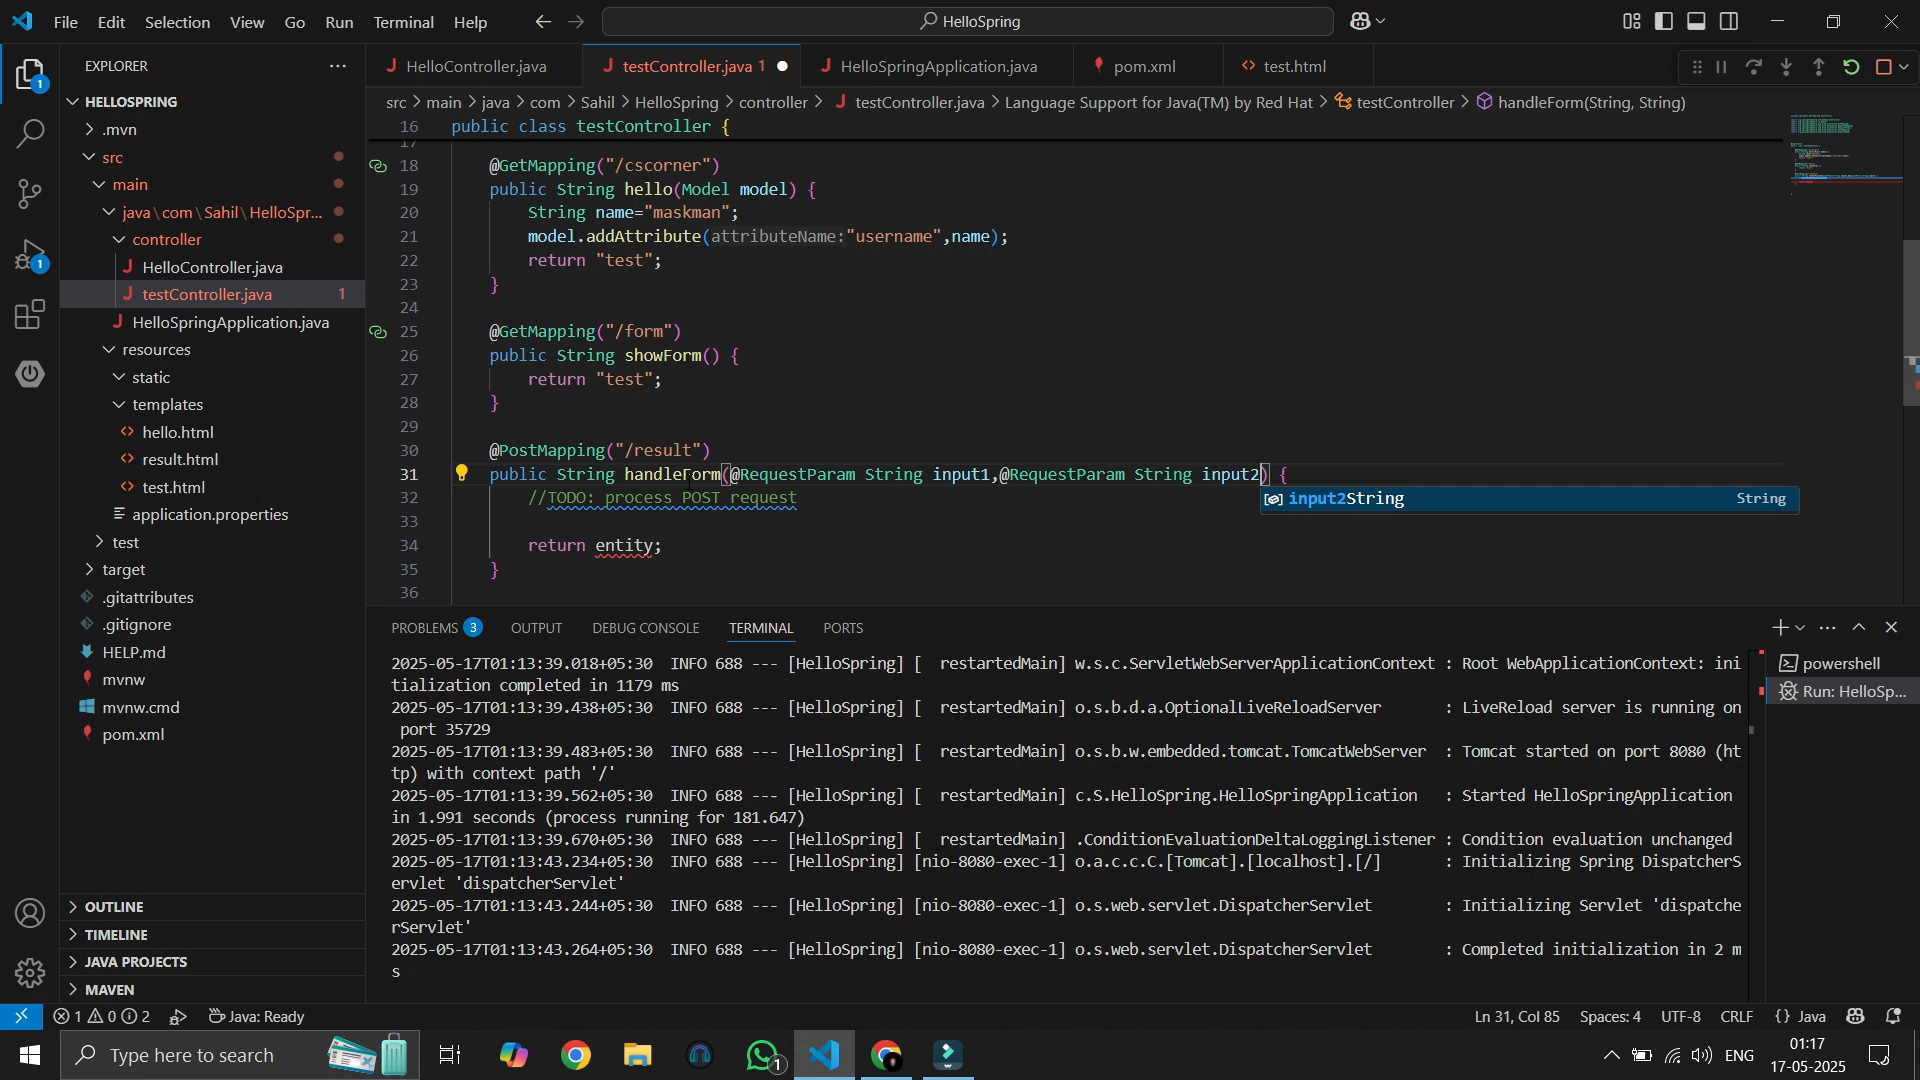 File Edit Selection View Go Run Terminal Help
HelloSpring
EXPLORER
HELLOSPRING
.mvn
src
main
java\com\Sahil\HelloSpr...
controller
HelloController.java
testController.java 1
HelloSpringApplication.java
resources
static
templates
hello.html
result.html
test.html
application.properties
test
target
.gitattributes
.gitignore
HELP.md
mvnw
mvnw.cmd
pom.xml
OUTLINE
TIMELINE
JAVA PROJECTS
MAVEN
1
1
HelloController.java testController.java 1 HelloSpringApplication.java pom.xml test.html
src > main > java > com > Sahil > HelloSpring > controller > testController.java > Language Support for Java(TM) by Red Hat > testController > handleForm(String, String)
16 public class testController {
17
18 @GetMapping("/cscorner")
19 public String hello(Model model) {
20 String name="maskman";
21 model.addAttribute(attributeName:"username",name);
22 return "test";
23 }
24
25 @GetMapping("/form")
26 public String showForm() {
27 return "test";
28 }
29
30 @PostMapping("/result")
31 public String handleForm(@RequestParam String input1,@RequestParam String input2) {
input2String String
32 //TODO: process POST request
33
34 return entity;
35 }
36
PROBLEMS 3 OUTPUT DEBUG CONSOLE TERMINAL PORTS
powershell
Run: HelloSp...
2025-05-17T01:13:39.018+05:30 INFO 688 --- [HelloSpring] [ restartedMain] w.s.c.ServletWebServerApplicationContext : Root WebApplicationContext: ini
tialization completed in 1179 ms
2025-05-17T01:13:39.438+05:30 INFO 688 --- [HelloSpring] [ restartedMain] o.s.b.d.a.OptionalLiveReloadServer : LiveReload server is running on
port 35729
2025-05-17T01:13:39.483+05:30 INFO 688 --- [HelloSpring] [ restartedMain] o.s.b.w.embedded.tomcat.TomcatWebServer : Tomcat started on port 8080 (ht
tp) with context path '/'
2025-05-17T01:13:39.562+05:30 INFO 688 --- [HelloSpring] [ restartedMain] c.S.HelloSpring.HelloSpringApplication : Started HelloSpringApplication
in 1.991 seconds (process running for 181.647)
2025-05-17T01:13:39.670+05:30 INFO 688 --- [HelloSpring] [ restartedMain] .ConditionEvaluationDeltaLoggingListener : Condition evaluation unchanged
2025-05-17T01:13:43.234+05:30 INFO 688 --- [HelloSpring] [nio-8080-exec-1] o.a.c.c.C.[Tomcat].[localhost].[/] : Initializing Spring DispatcherS
ervlet 'dispatcherServlet'
2025-05-17T01:13:43.244+05:30 INFO 688 --- [HelloSpring] [nio-8080-exec-1] o.s.web.servlet.DispatcherServlet : Initializing Servlet 'dispatche
rServlet'
2025-05-17T01:13:43.264+05:30 INFO 688 --- [HelloSpring] [nio-8080-exec-1] o.s.web.servlet.DispatcherServlet : Completed initialization in 2 m
s
1 0 2 Java: Ready Ln 31, Col 85 Spaces: 4 UTF-8 CRLF {} Java
Type here to search 1 ENG
01:17
17-05-2025